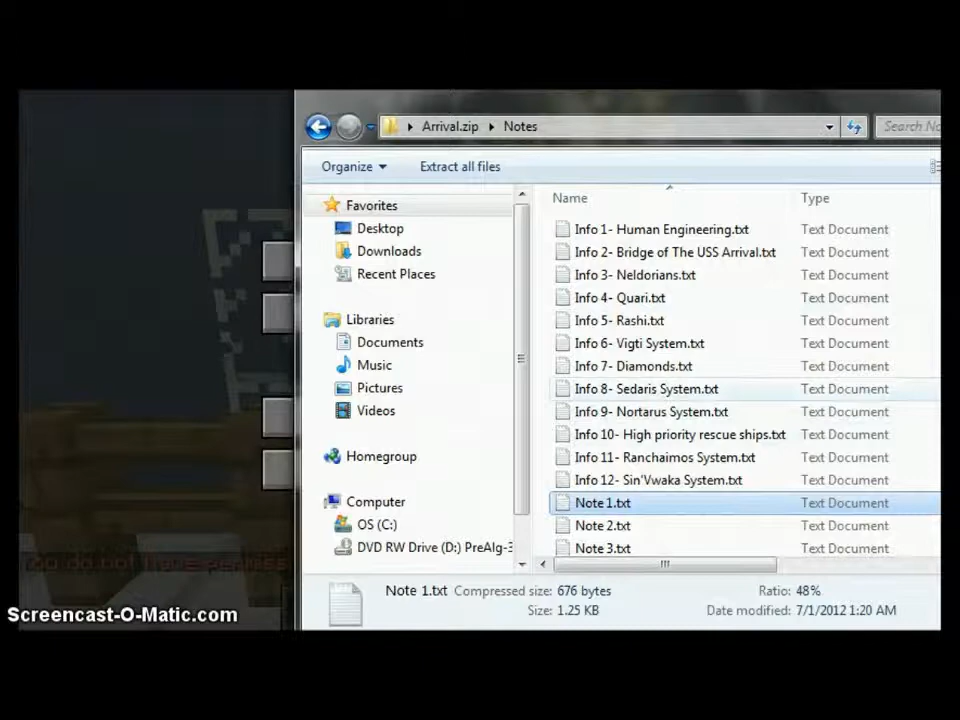 Arrival.zip Notes Search No
Organize Extract all files
Name Type
Favorites
Desktop
Downloads
Recent Places
Libraries
Documents
Music
Pictures
Videos
Homegroup
Computer
OS (C:)
DVD RW Drive (D:) PreAlg-3
Info 1- Human Engineering.txt Text Document
Info 2- Bridge of The USS Arrival.txt Text Document
Info 3- Neldorians.txt Text Document
Info 4- Quari.txt Text Document
Info 5- Rashi.txt Text Document
Info 6- Vigti System.txt Text Document
Info 7- Diamonds.txt Text Document
Info 8- Sedaris System.txt Text Document
Info 9- Nortarus System.txt Text Document
Info 10- High priority rescue ships.txt Text Document
Info 11- Ranchaimos System.txt Text Document
Info 12- Sin'Vwaka System.txt Text Document
Note 1.txt Text Document
Note 2.txt Text Document
Note 3.txt Text Document
Note 1.txt Compressed size: 676 bytes Ratio: 48%
Size: 1.25 KB Date modified: 7/1/2012 1:20 AM
Screencast-O-Matic.com